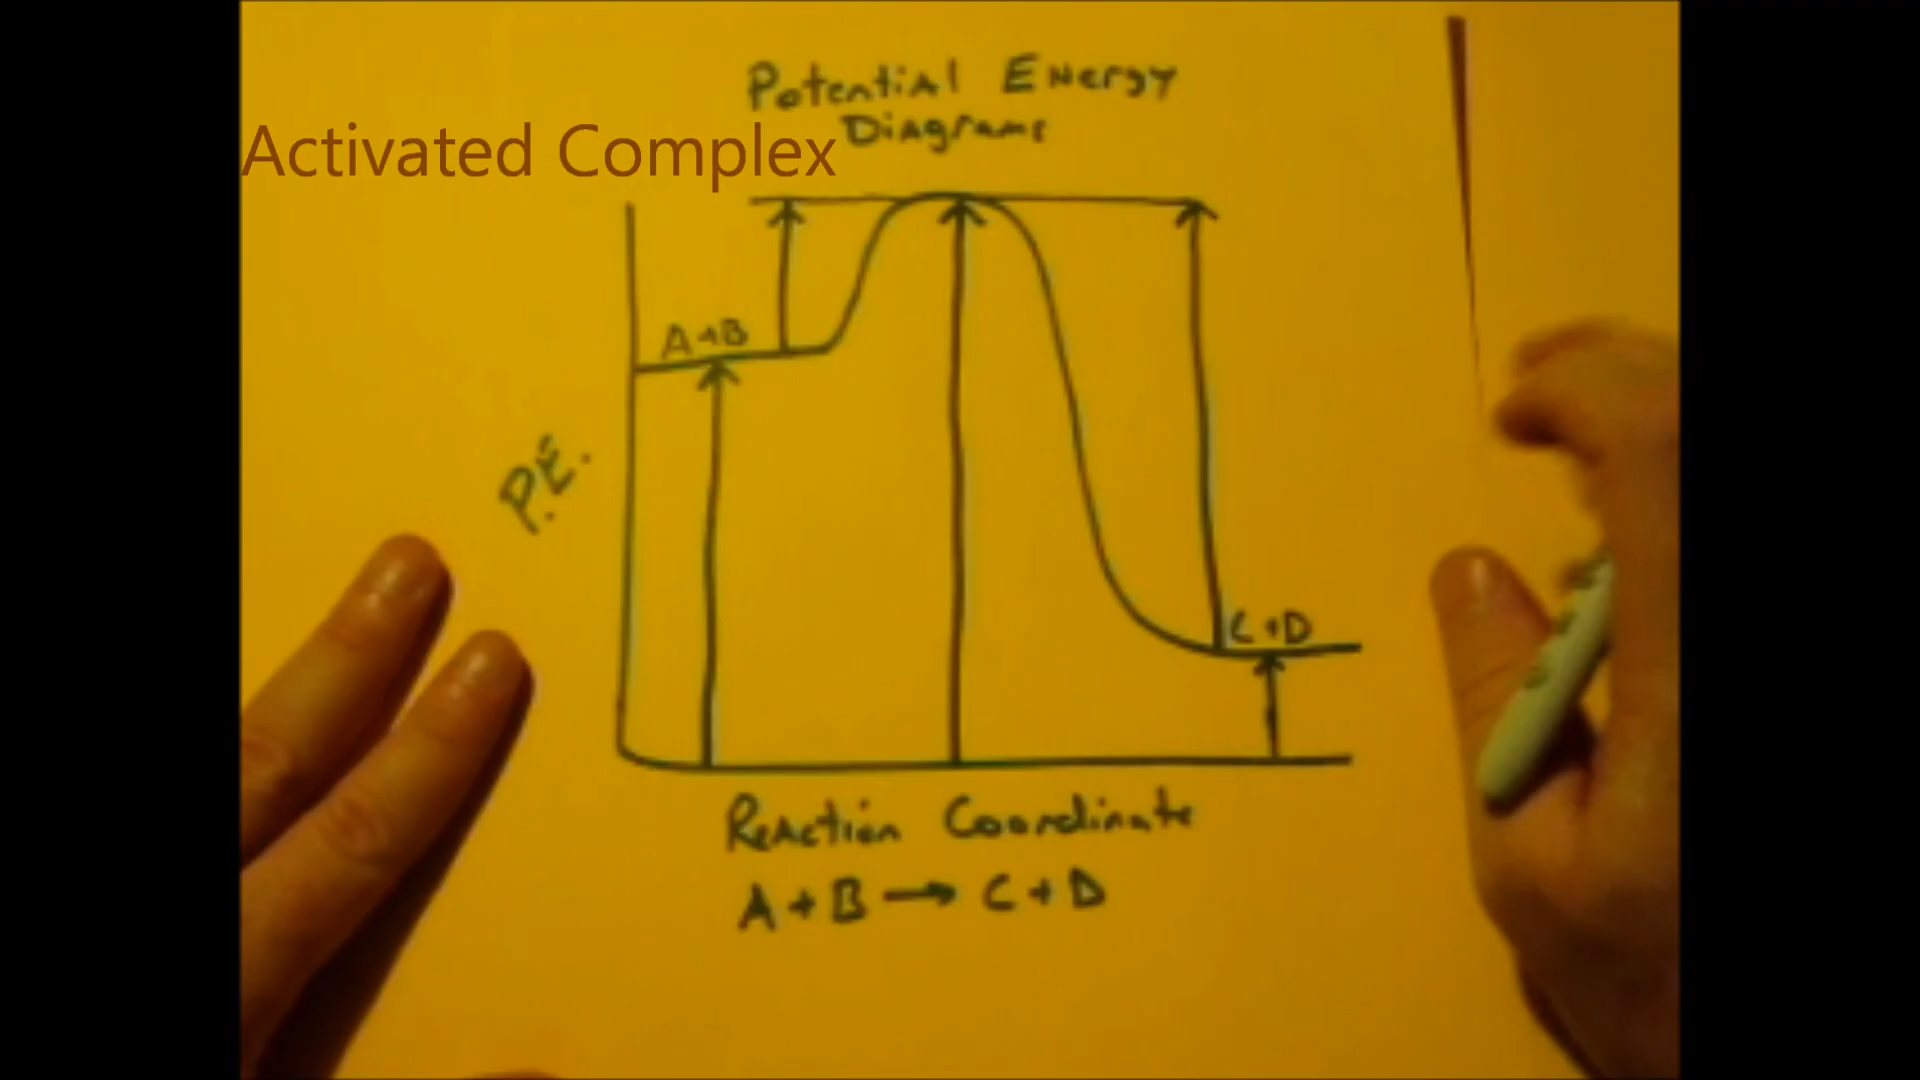 Potential Energy
Diagrams
Activated Complex
A+B
P.E.
C+D
Reaction Coordinate
A + B → C + D